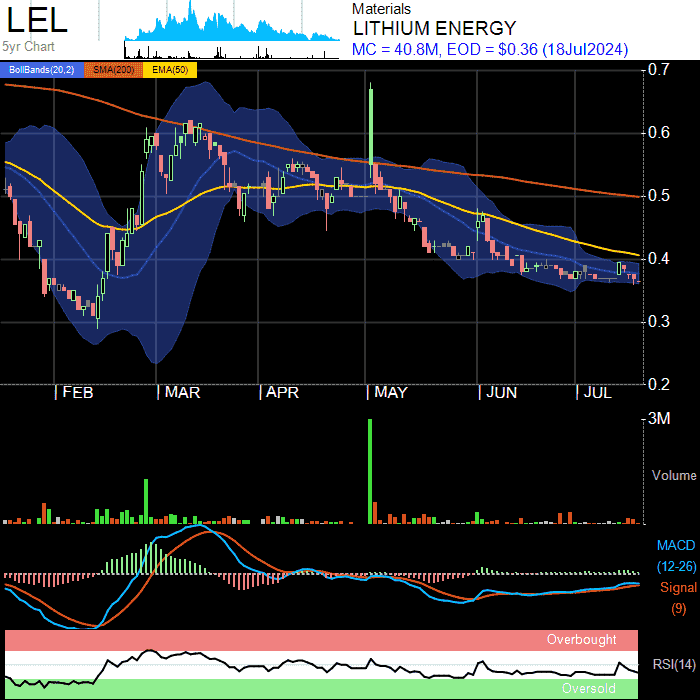 LEL
5yr Chart
Materials
LITHIUM ENERGY
MC = 40.8M, EOD = $0.36 (18Jul2024)
BollBands(20,2) SMA(200) EMA(50)
0.7
0.6
0.5
0.4
0.3
0.2
| FEB | MAR | APR | MAY | JUN | JUL
3M
Volume
MACD
(12-26)
Signal
(9)
Overbought
RSI(14)
Oversold